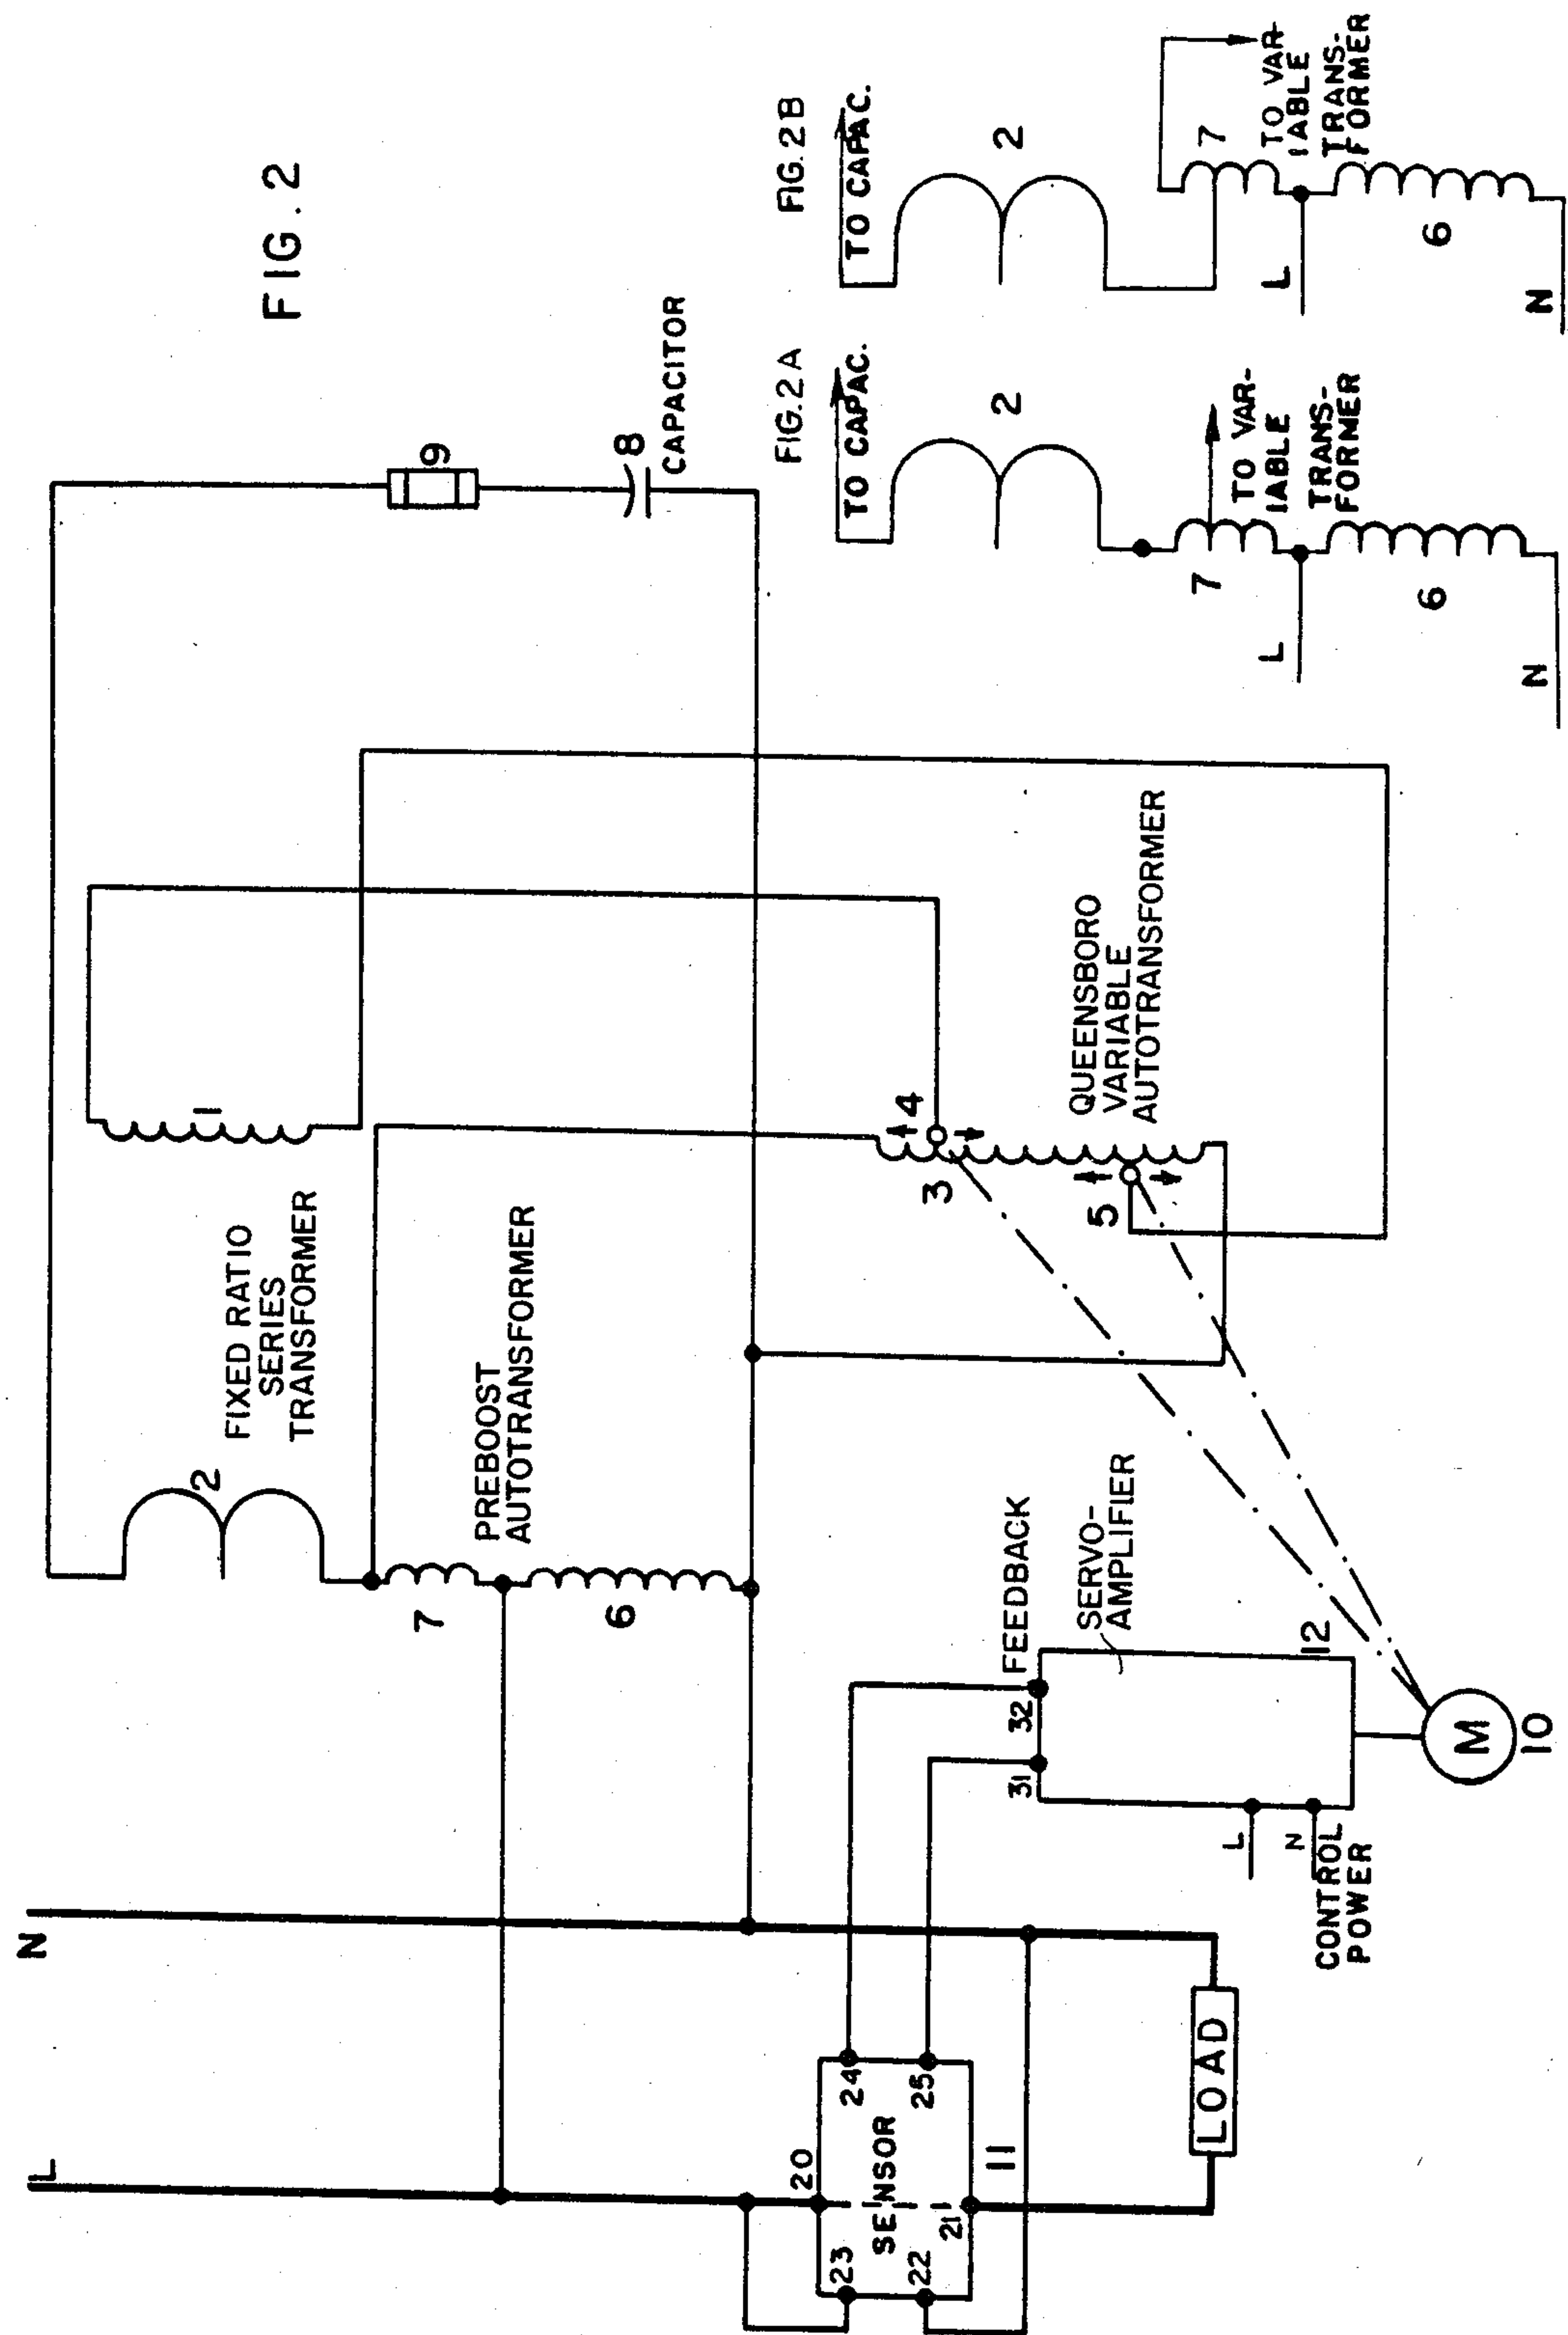 FIG. 2
L
N
2
FIXED RATIO
SERIES
TRANSFORMER
1
7
6
PREBOOST
AUTOTRANSFORMER
9
8
CAPACITOR
3
4
5
QUEENSBORO
VARIABLE
AUTOTRANSFORMER
20
23
24
SENSOR
22
21
25
11
LOAD
FEEDBACK
31
32
SERVO-
AMPLIFIER
12
L
N
CONTROL
POWER
M
10
FIG. 2A
TO CAPAC.
2
7
TO VAR-
IABLE
TRANS-
FORMER
L
6
N
FIG. 2B
TO CAPAC.
2
7
TO VAR-
IABLE
TRANS-
FORMER
L
6
N